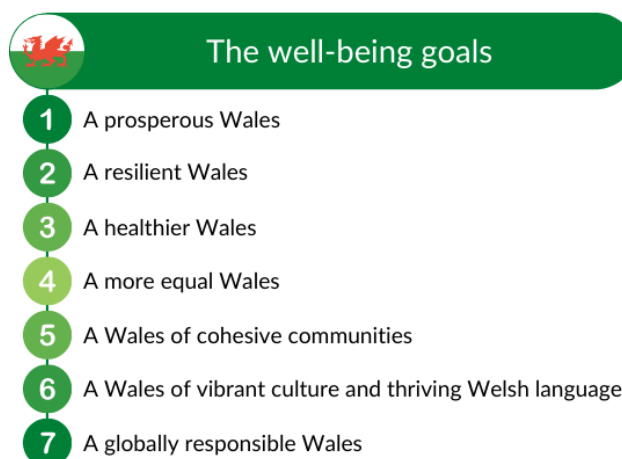 The well-being goals
1 A prosperous Wales
2 A resilient Wales
3 A healthier Wales
4 A more equal Wales
5 A Wales of cohesive communities
6 A Wales of vibrant culture and thriving Welsh language
7 A globally responsible Wales